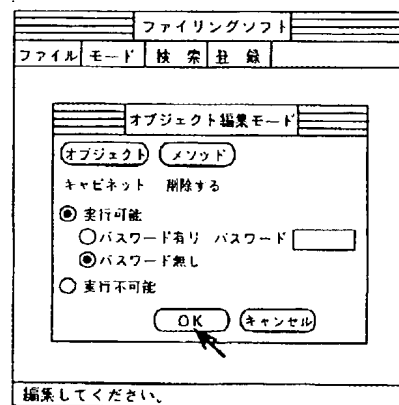 ファイリングソフト
ファイル モード 検索 登録
オブジェクト編集モード
オブジェクト メソッド
キャビネット 削除する
実行可能
パスワード有り パスワード
パスワード無し
実行不可能
OK キャンセル
編集してください。